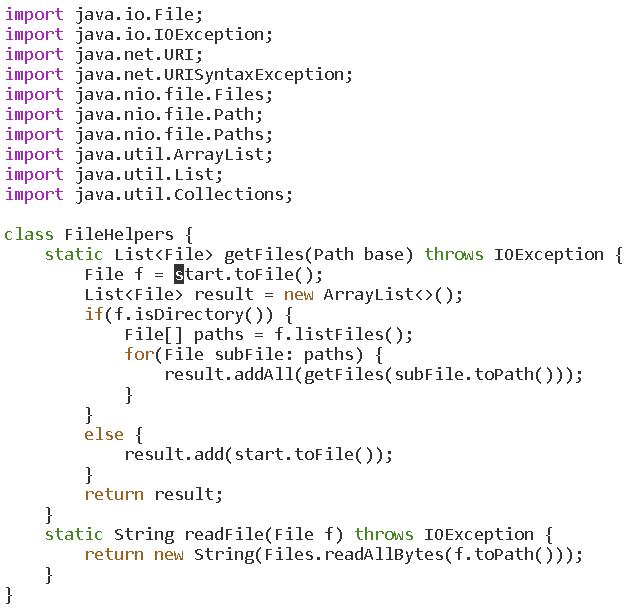 import java.io.File;
import java.io.IOException;
import java.net.URI;
import java.net.URISyntaxException;
import java.nio.file.Files;
import java.nio.file.Path;
import java.nio.file.Paths;
import java.util.ArrayList;
import java.util.List;
import java.util.Collections;

class FileHelpers {
    static List<File> getFiles(Path base) throws IOException {
        File f = start.toFile();
        List<File> result = new ArrayList<>();
        if(f.isDirectory()) {
            File[] paths = f.listFiles();
            for(File subFile: paths) {
                result.addAll(getFiles(subFile.toPath()));
            }
        }
        else {
            result.add(start.toFile());
        }
        return result;
    }
    static String readFile(File f) throws IOException {
        return new String(Files.readAllBytes(f.toPath()));
    }
}